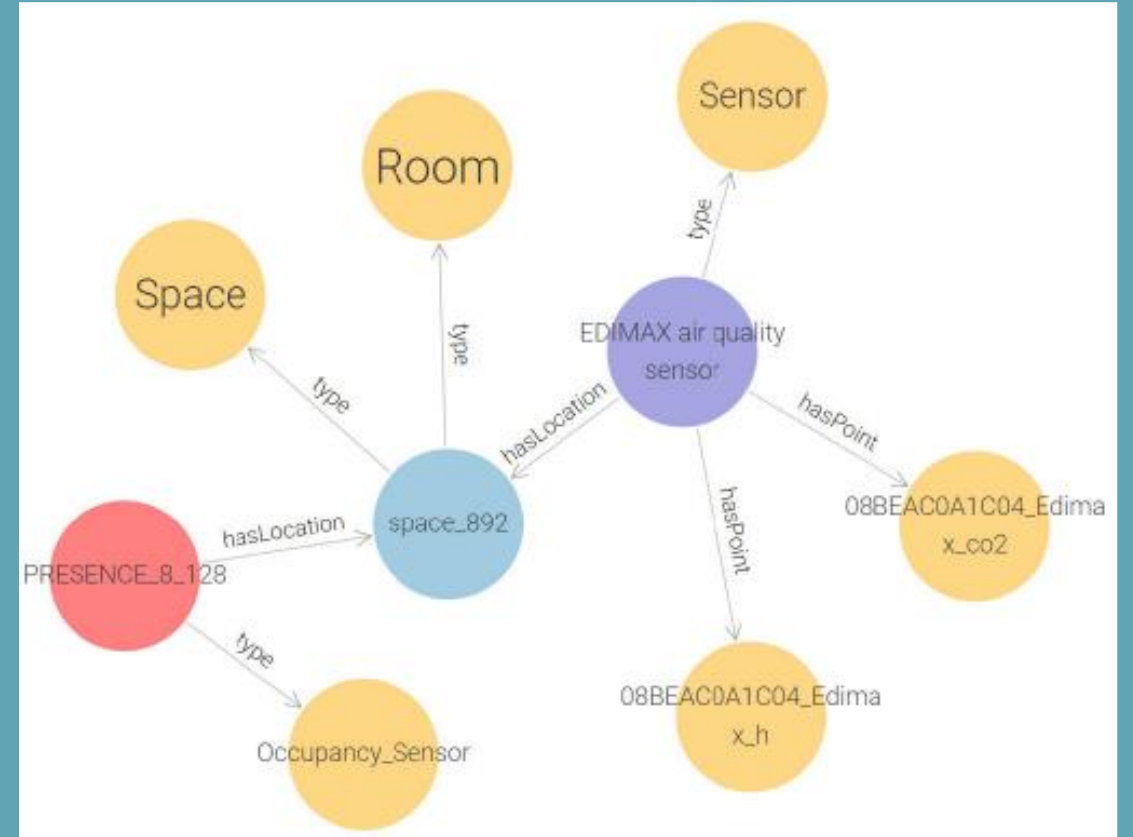 Sensor
Room
type
Space
EDIMAX air quality
sensor
type
type
hasLocation
hasPoint
08BEAC0A1C04_Edima
x_co2
hasPoint
space_892
hasLocation
PRESENCE_8_128
type
08BEAC0A1C04_Edima
x_h
Occupancy_Sensor